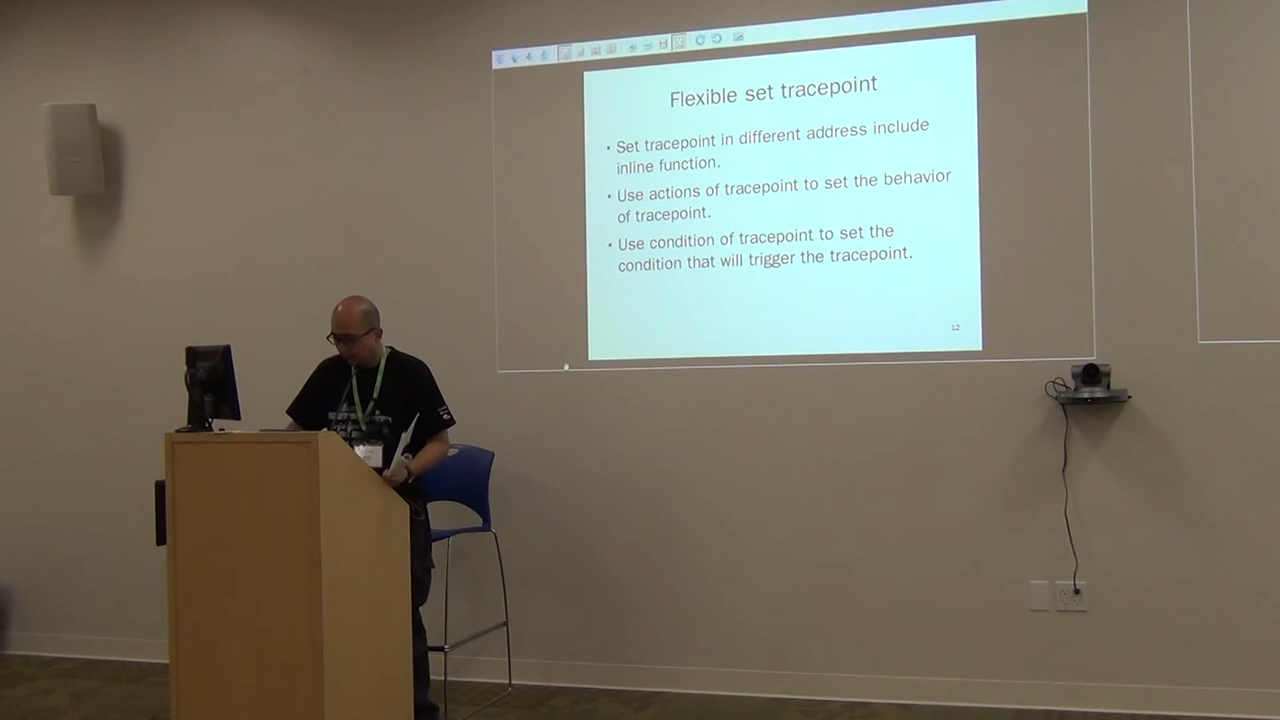 Flexible set tracepoint
• Set tracepoint in different address include
inline function.
• Use actions of tracepoint to set the behavior
of tracepoint.
• Use condition of tracepoint to set the
condition that will trigger the tracepoint.
12